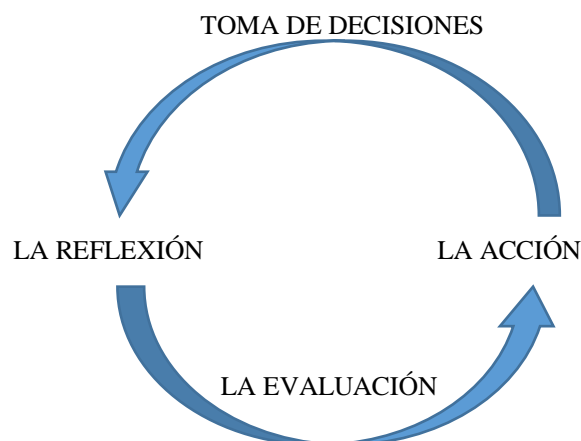 TOMA DE DECISIONES
LA REFLEXIÓN
LA ACCIÓN
LA EVALUACIÓN